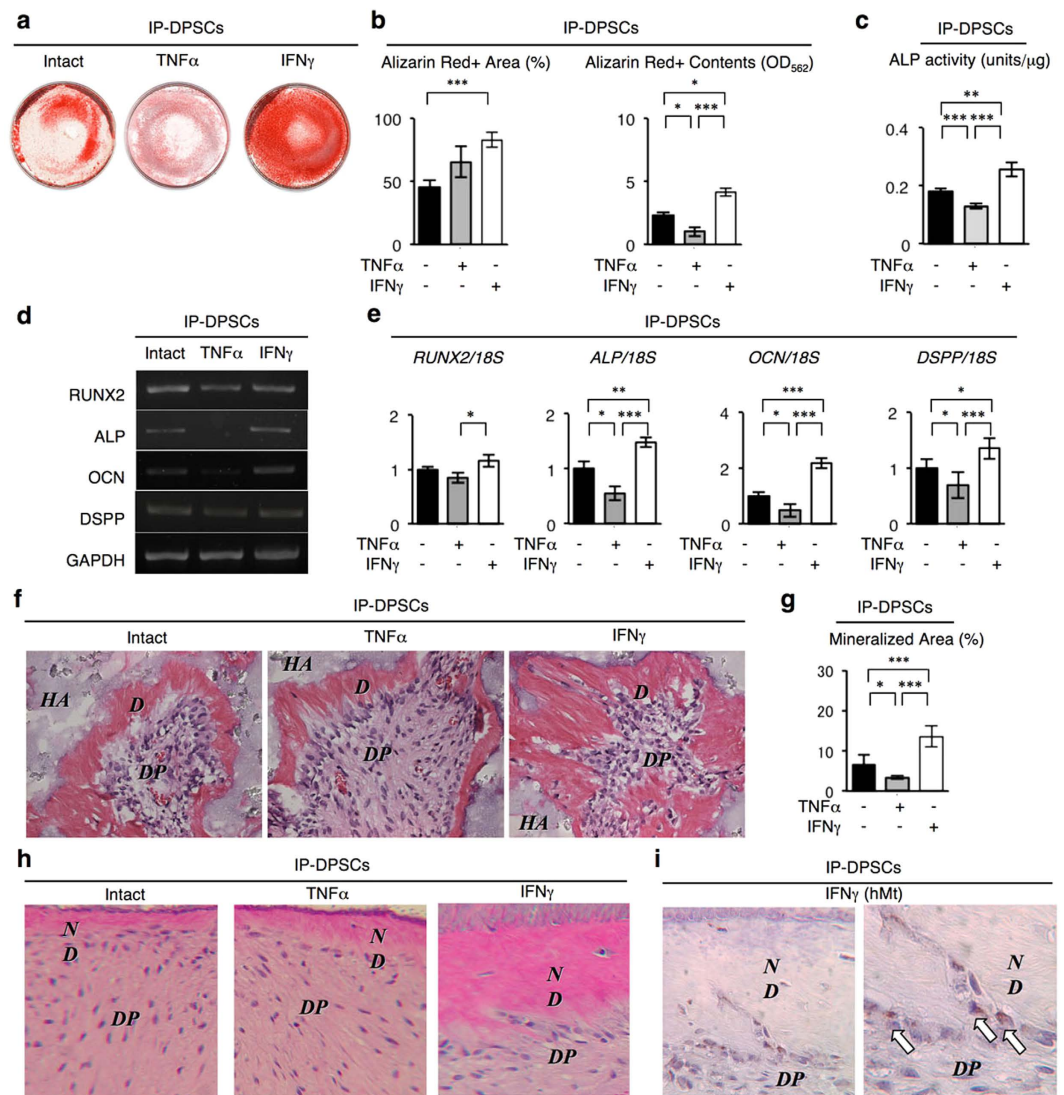 a
IP-DPSCs
Intact TNFα IFNγ
b
IP-DPSCs
Alizarin Red+ Area (%)
***
100
50
0
TNFα - + -
IFNγ - - +
Alizarin Red+ Contents (OD562)
*
* ***
10
5
0
TNFα - + -
IFNγ - - +
c
IP-DPSCs
ALP activity (units/μg)
**
*** ***
0.4
0.2
0
TNFα - + -
IFNγ - - +
d
IP-DPSCs
Intact TNFα IFNγ
RUNX2
ALP
OCN
DSPP
GAPDH
e
IP-DPSCs
RUNX2/18S
*
2
1
0
TNFα - + -
IFNγ - - +
ALP/18S
**
* ***
2
1
0
TNFα - + -
IFNγ - - +
OCN/18S
***
* ***
4
2
0
TNFα - + -
IFNγ - - +
DSPP/18S
*
* ***
2
1
0
TNFα - + -
IFNγ - - +
f
IP-DPSCs
Intact TNFα IFNγ
HA D DP
HA D DP
D DP HA
g
IP-DPSCs
Mineralized Area (%)
***
* ***
30
20
10
0
TNFα - + -
IFNγ - - +
h
IP-DPSCs
Intact TNFα IFNγ
N
D
DP
N
D
DP
N
D
DP
i
IP-DPSCs
IFNγ (hMt)
N
D
DP
N
D
DP